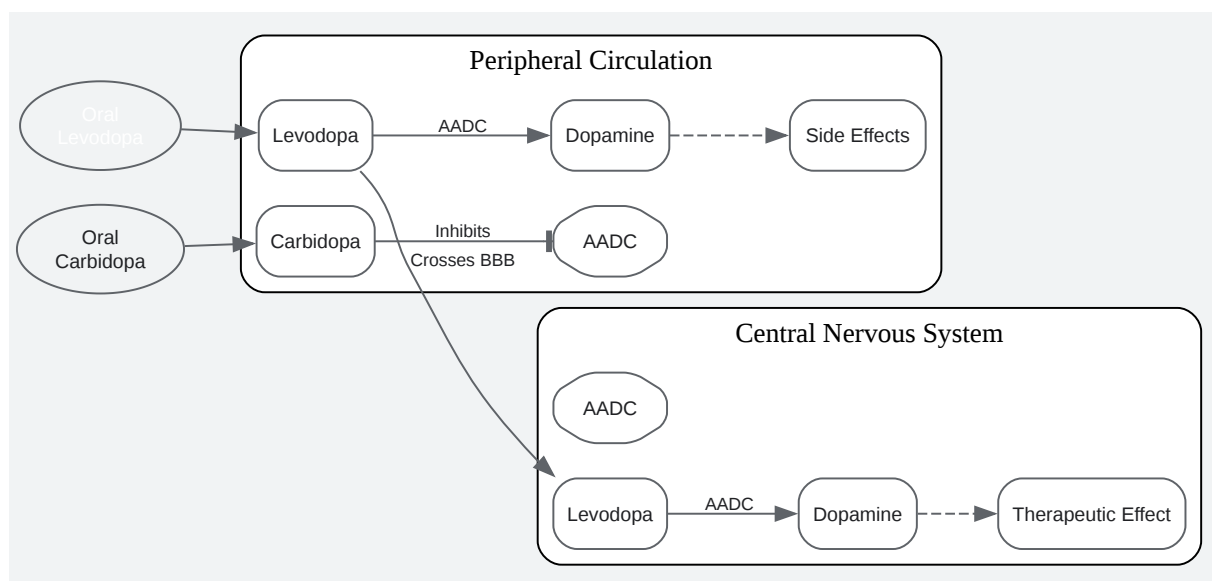 Peripheral Circulation
Oral
Levodopa
Levodopa
AADC
Dopamine
Side Effects
Oral
Carbidopa
Carbidopa
Inhibits
AADC
Crosses BBB
Central Nervous System
AADC
Levodopa
AADC
Dopamine
Therapeutic Effect